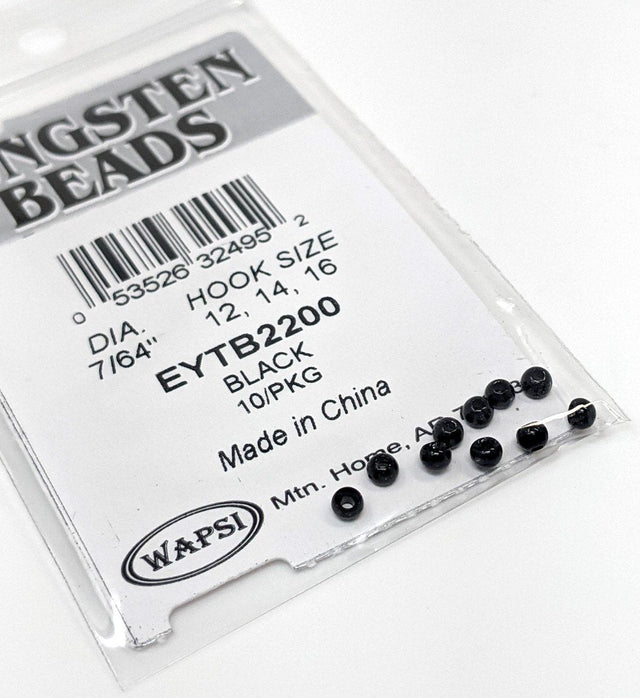 NGSTEN
BEADS
0 53526 32495 2
DIA. HOOK SIZE
7/64" 12, 14, 16
EYTB2200
BLACK
10/PKG
Made in China
WAPSI Mtn. Home, AR 7